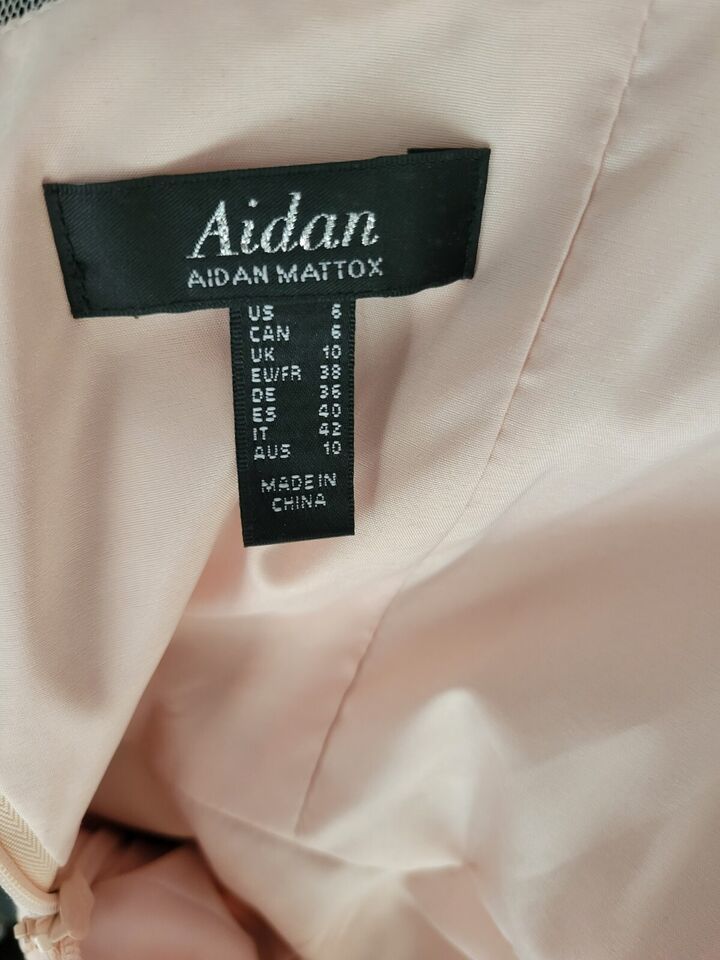 Aidan
AIDAN MATTOX
US 6
CAN 6
UK 10
EU/FR 38
DE 36
ES 40
IT 42
AUS 10
MADE IN
CHINA